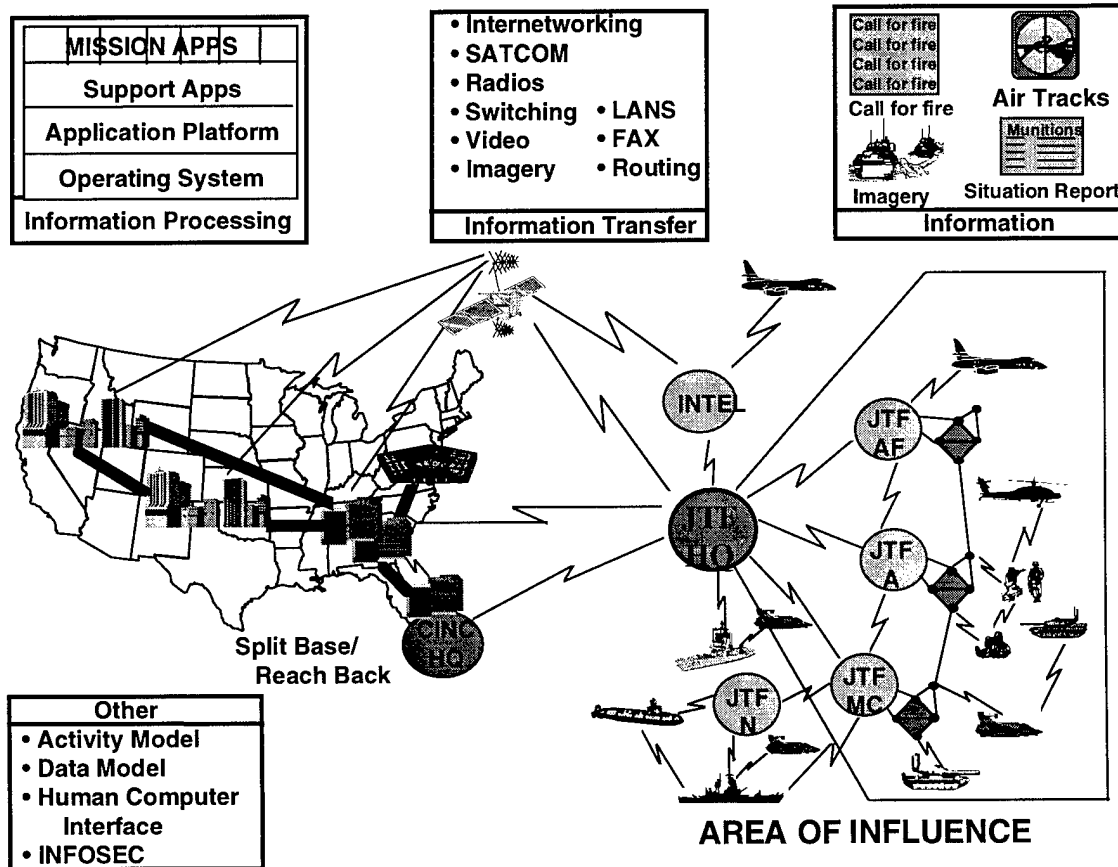 MISSION APPS
Support Apps
Application Platform
Operating System
Information Processing
• Internetworking
• SATCOM
• Radios
• Switching
• Video
• Imagery
• LANS
• FAX
• Routing
Information Transfer
Call for fire
Call for fire
Call for fire
Call for fire
Call for fire
Air Tracks
Munitions
Imagery
Situation Report
Information
INTEL
JTF
AF
JTF
HQ
JTF
A
JTF
MC
JTF
N
CINC
HQ
Split Base/
Reach Back
Other
• Activity Model
• Data Model
• Human Computer
Interface
• INFOSEC
AREA OF INFLUENCE